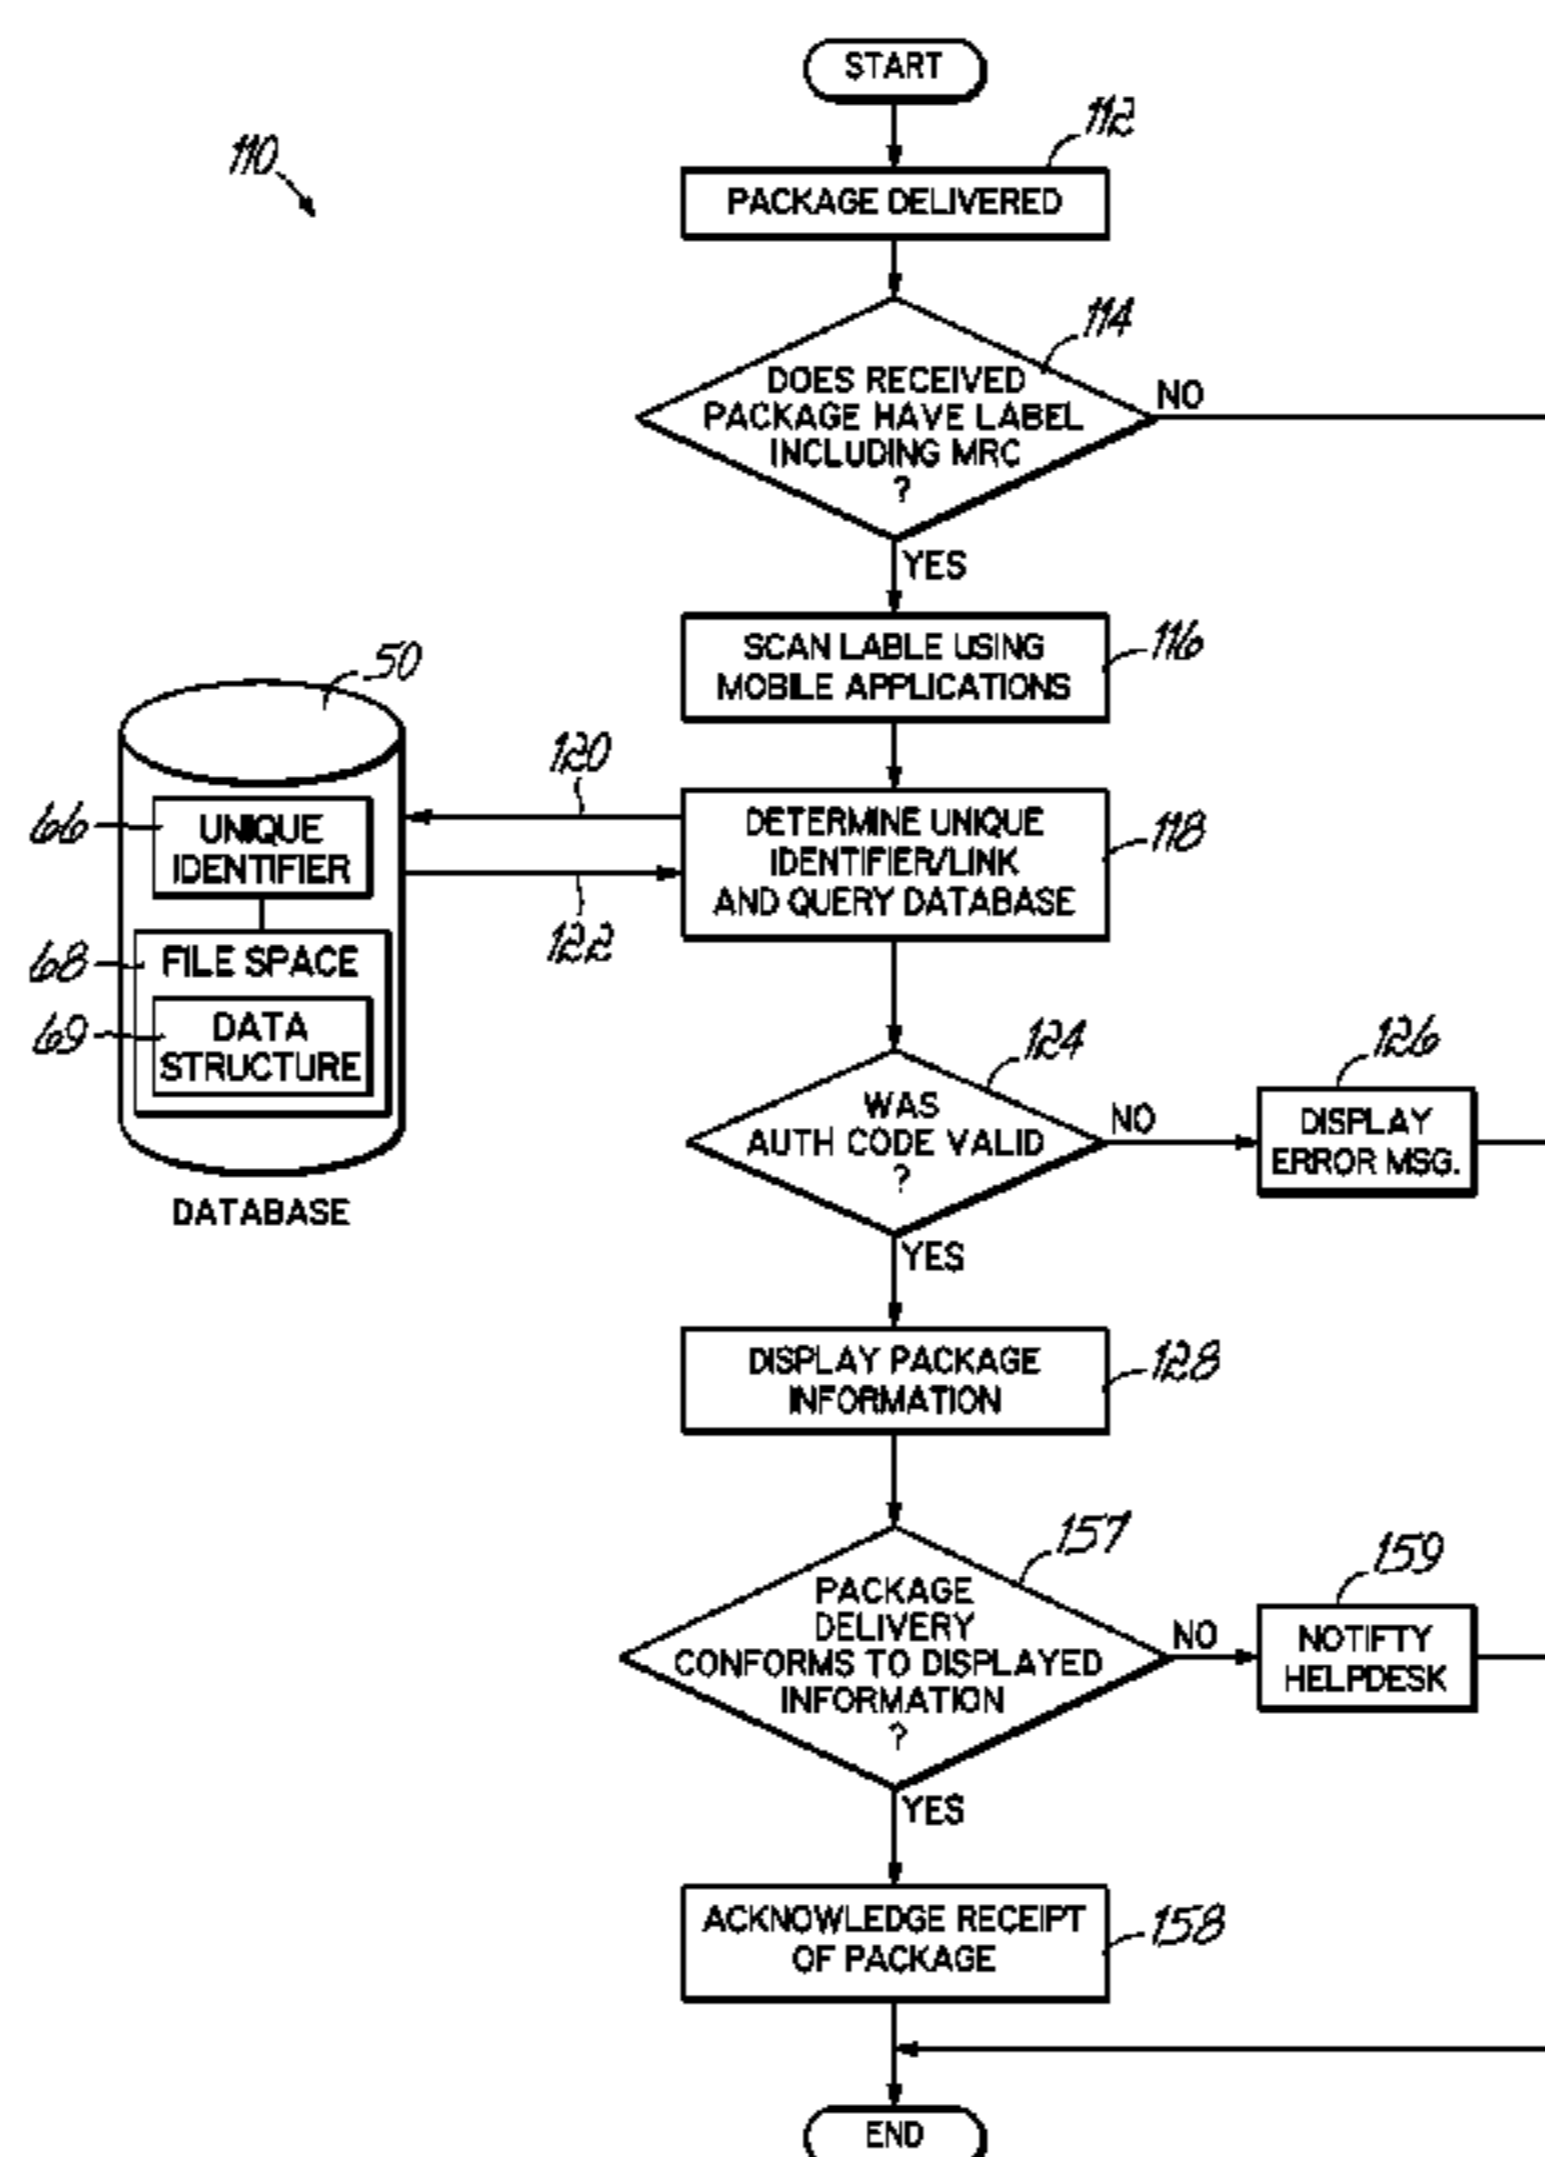 START
110
112
PACKAGE DELIVERED
114
DOES RECEIVED
PACKAGE HAVE LABEL
INCLUDING MRC
?
NO
YES
SCAN LABLE USING
MOBILE APPLICATIONS
116
50
120
66
UNIQUE
IDENTIFIER
DETERMINE UNIQUE
IDENTIFIER/LINK
AND QUERY DATABASE
118
122
68
FILE SPACE
69
DATA
STRUCTURE
DATABASE
124
WAS
AUTH CODE VALID
?
NO
126
DISPLAY
ERROR MSG.
YES
DISPLAY PACKAGE
INFORMATION
128
157
PACKAGE
DELIVERY
CONFORMS TO DISPLAYED
INFORMATION
?
NO
159
NOTIFTY
HELPDESK
YES
ACKNOWLEDGE RECEIPT
OF PACKAGE
158
END